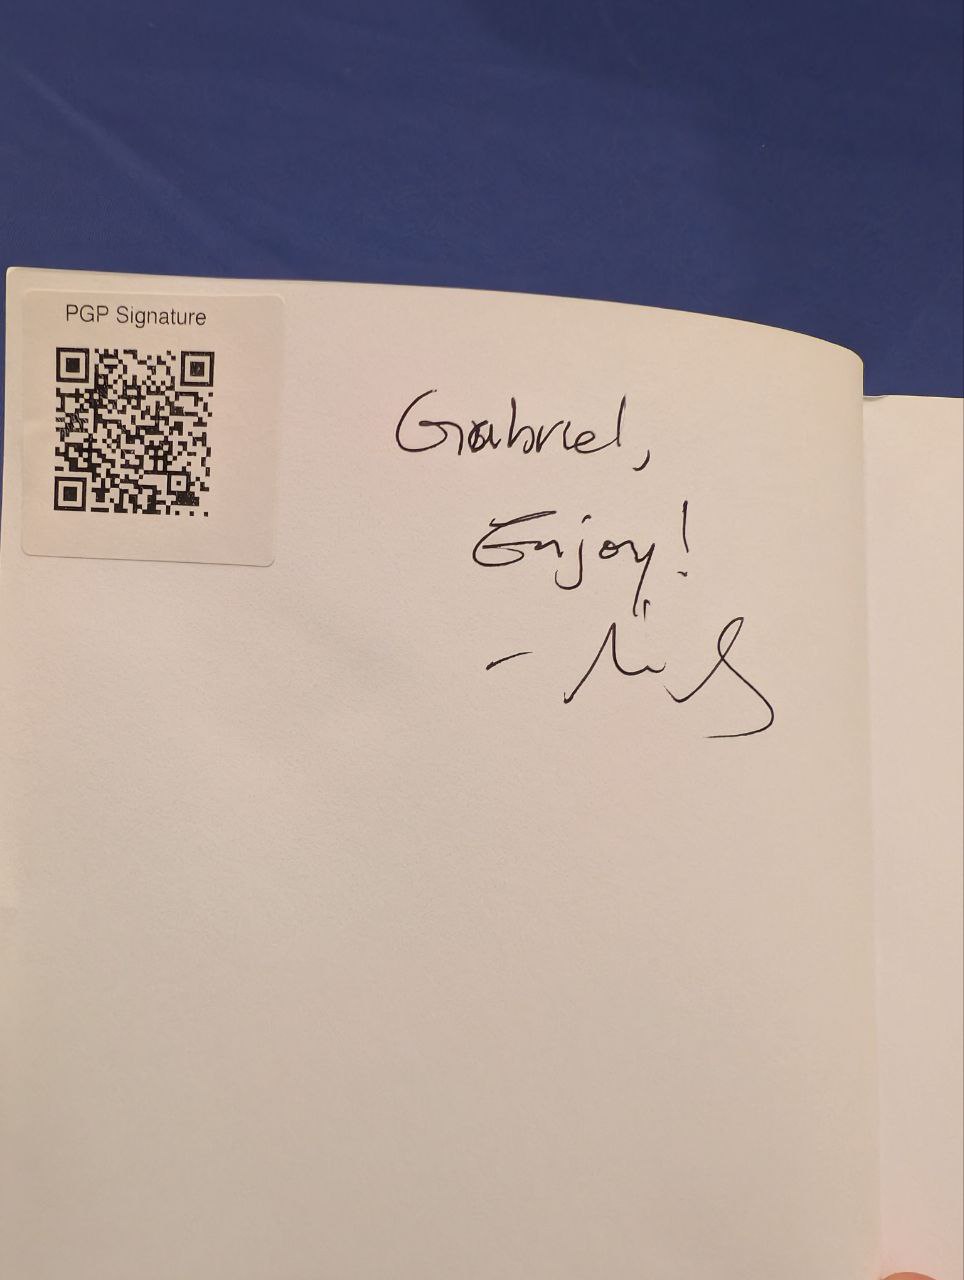 PGP Signature
Gabriel,
Enjoy!